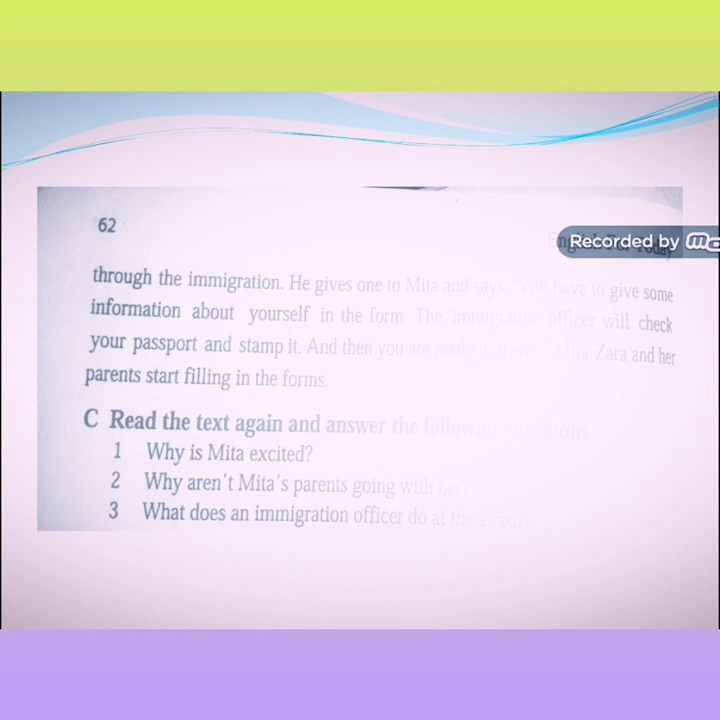 62
English For Today
Recorded by
through the immigration. He gives one to Mita and says, "You have to give some
information about yourself in the form. The immigration officer will check
your passport and stamp it. And then you are ready to travel." Mita, Zara and her
parents start filling in the forms.
C Read the text again and answer the following questions
1 Why is Mita excited?
2 Why aren't Mita's parents going with her?
3 What does an immigration officer do at the airport?